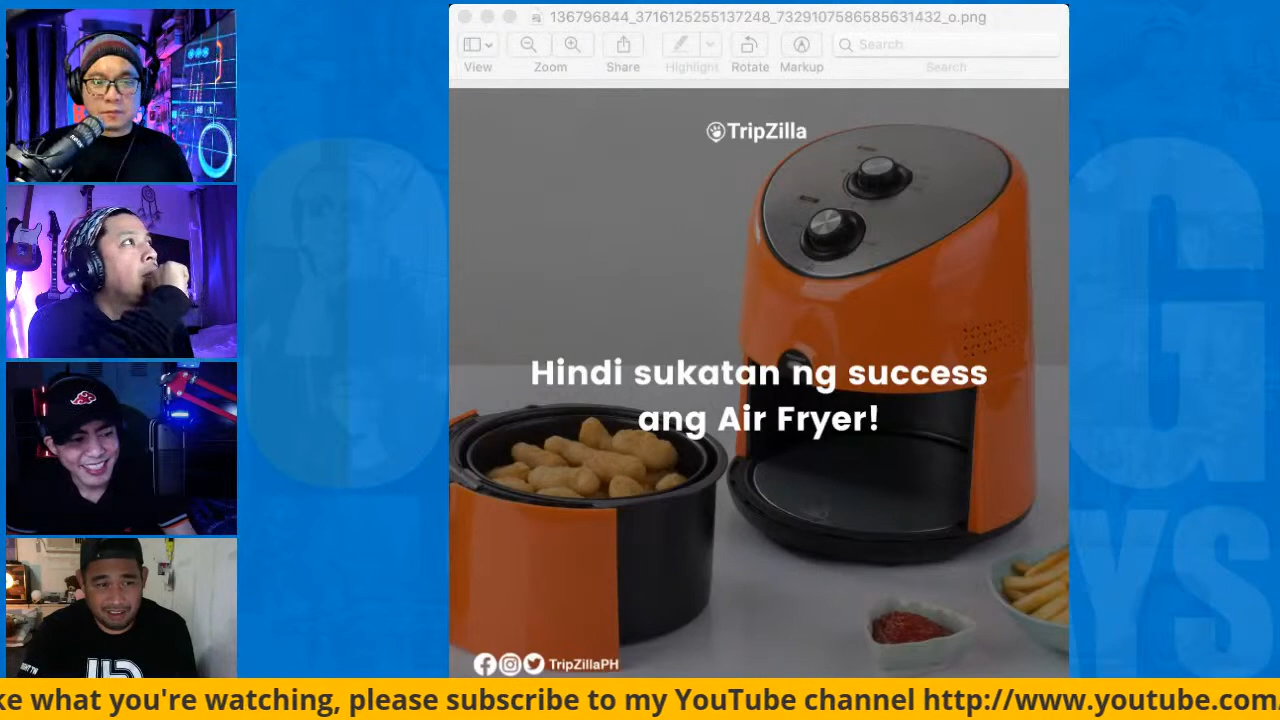 136796844_3716125255137248_7329107586585631432_o.png
View
Zoom
Share
Highlight
Rotate
Markup
Search
Search
TripZilla
Hindi sukatan ng success
ang Air Fryer!
TripZillaPH
ke what you're watching, please subscribe to my YouTube channel http://www.youtube.com/